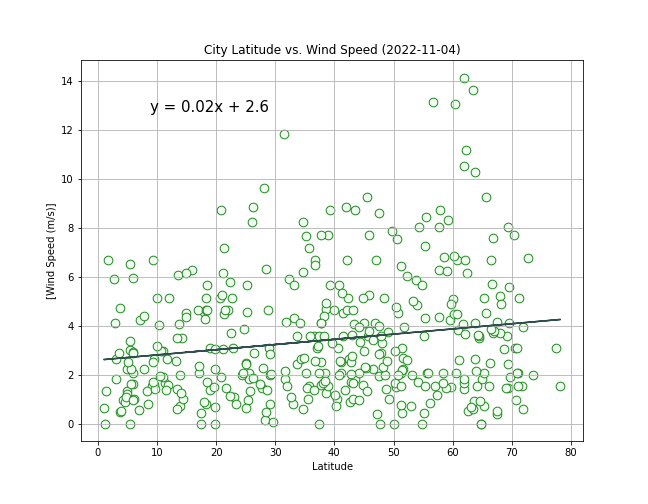 City Latitude vs. Wind Speed (2022-11-04)
y = 0.02x + 2.6
[Wind Speed (m/s)]
14
12
10
8
6
4
2
0
0 10 20 30 40 50 60 70 80
Latitude